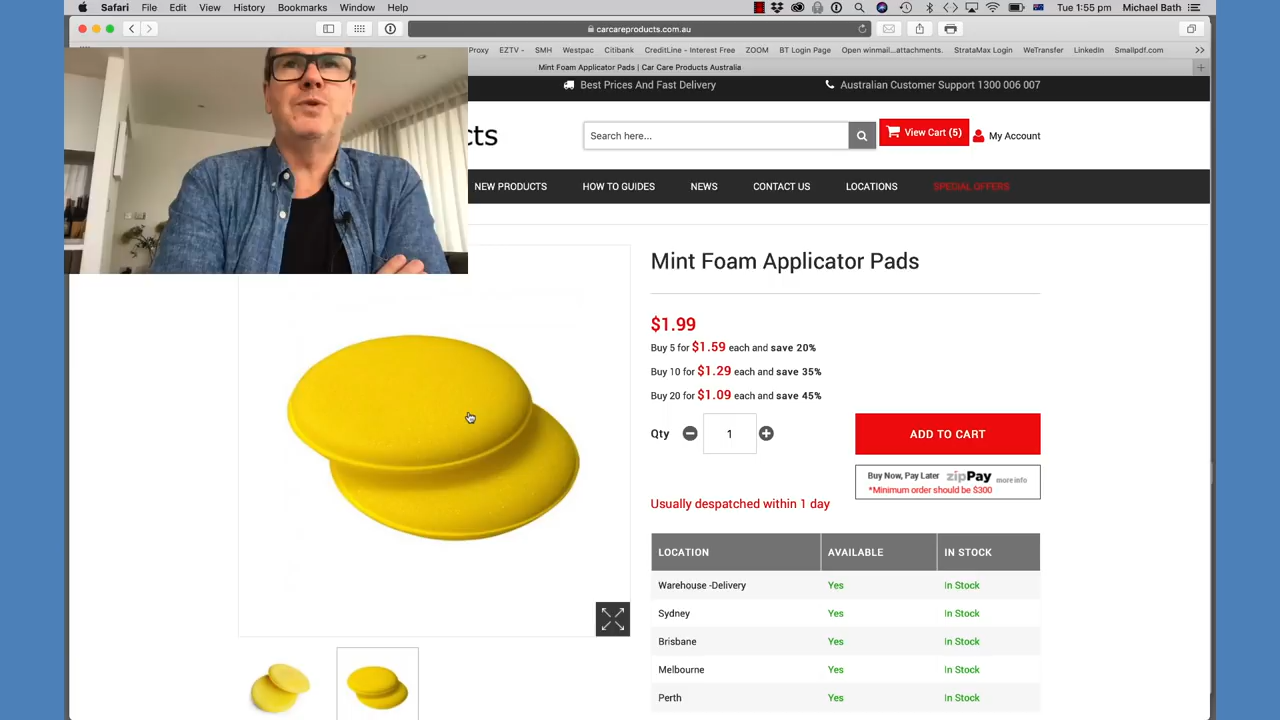 Safari File Edit View History Bookmarks Window Help
Tue 1:55 pm Michael Bath
carcareproducts.com.au
Proxy EZTV - SMH Westpac Citibank CreditLine - Interest Free ZOOM BT Login Page Open winmail...attachments. StrataMax Login WeTransfer LinkedIn Smallpdf.com
Mint Foam Applicator Pads | Car Care Products Australia
Best Prices And Fast Delivery Australian Customer Support 1300 006 007
cts Search here... View Cart (5) My Account
NEW PRODUCTS HOW TO GUIDES NEWS CONTACT US LOCATIONS SPECIAL OFFERS
Mint Foam Applicator Pads
$1.99
Buy 5 for $1.59 each and save 20%
Buy 10 for $1.29 each and save 35%
Buy 20 for $1.09 each and save 45%
Qty 1 ADD TO CART
Buy Now, Pay Later zipPay more info
*Minimum order should be $300
Usually despatched within 1 day
LOCATION AVAILABLE IN STOCK
Warehouse -Delivery Yes In Stock
Sydney Yes In Stock
Brisbane Yes In Stock
Melbourne Yes In Stock
Perth Yes In Stock